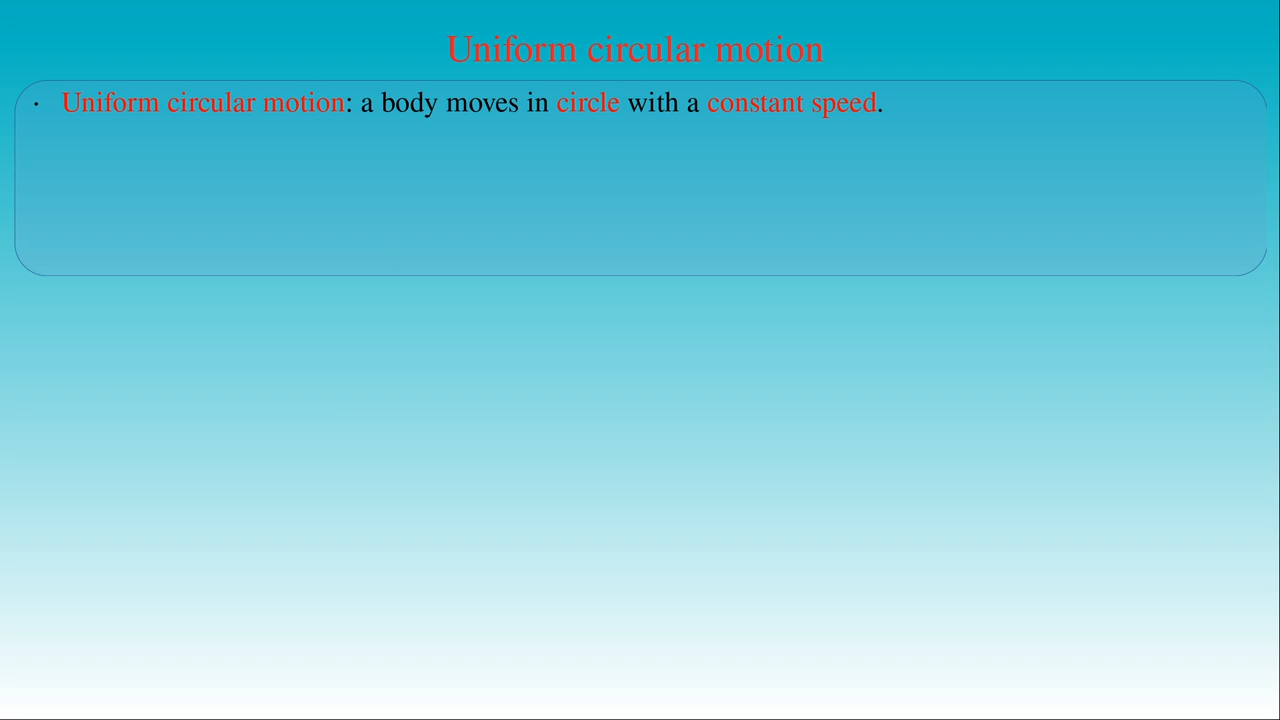 Uniform circular motion
· Uniform circular motion: a body moves in circle with a constant speed.